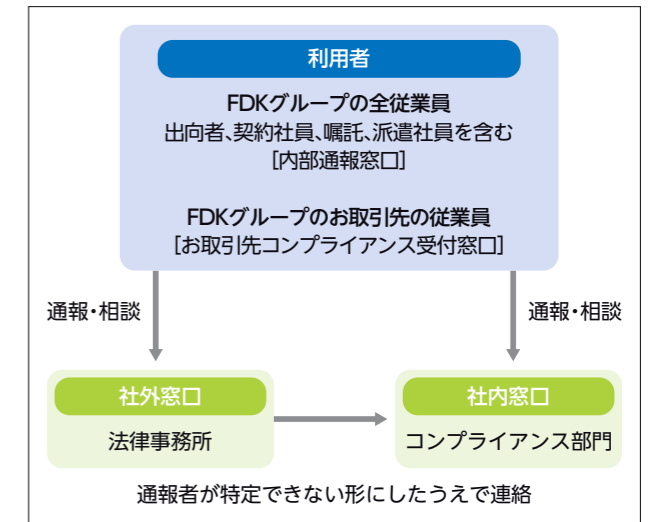 利用者
FDKグループの全従業員
出向者、契約社員、嘱託、派遣社員を含む
[内部通報窓口]
FDKグループのお取引先の従業員
[お取引先コンプライアンス受付窓口]
通報・相談
通報・相談
社外窓口
法律事務所
社内窓口
コンプライアンス部門
通報者が特定できない形にしたうえで連絡